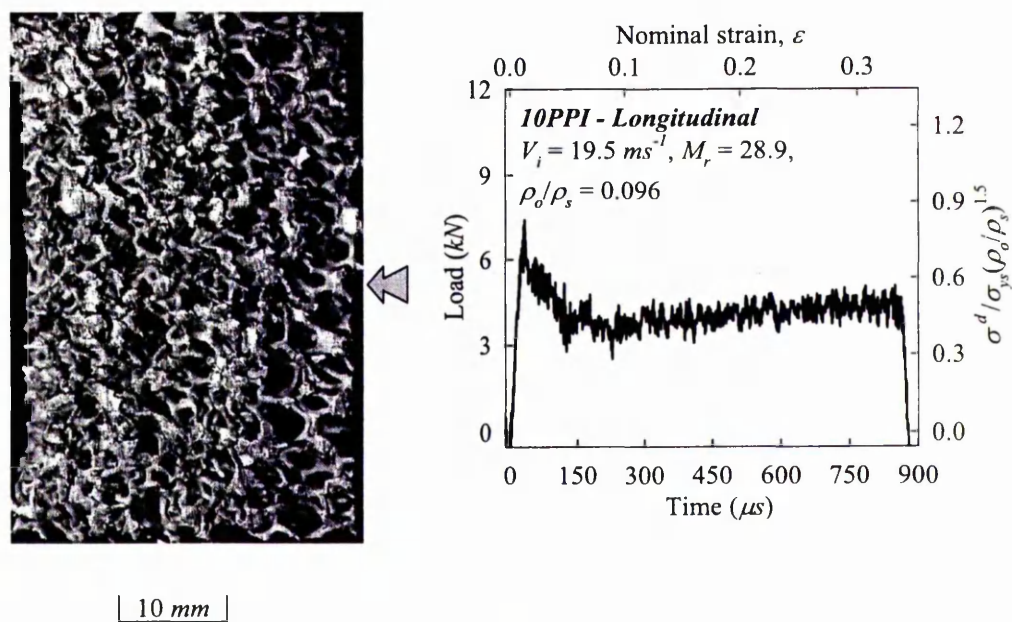 10 mm
Nominal strain, ε
0.0 0.1 0.2 0.3
10PPI - Longitudinal
V_i = 19.5 ms^-1, M_r = 28.9,
ρ_o/ρ_s = 0.096
Load (kN)
12
9
6
3
0
1.2
0.9
0.6
0.3
0.0
σ^d/σ_ys(ρ_o/ρ_s)^1.5
0 150 300 450 600 750 900
Time (μs)